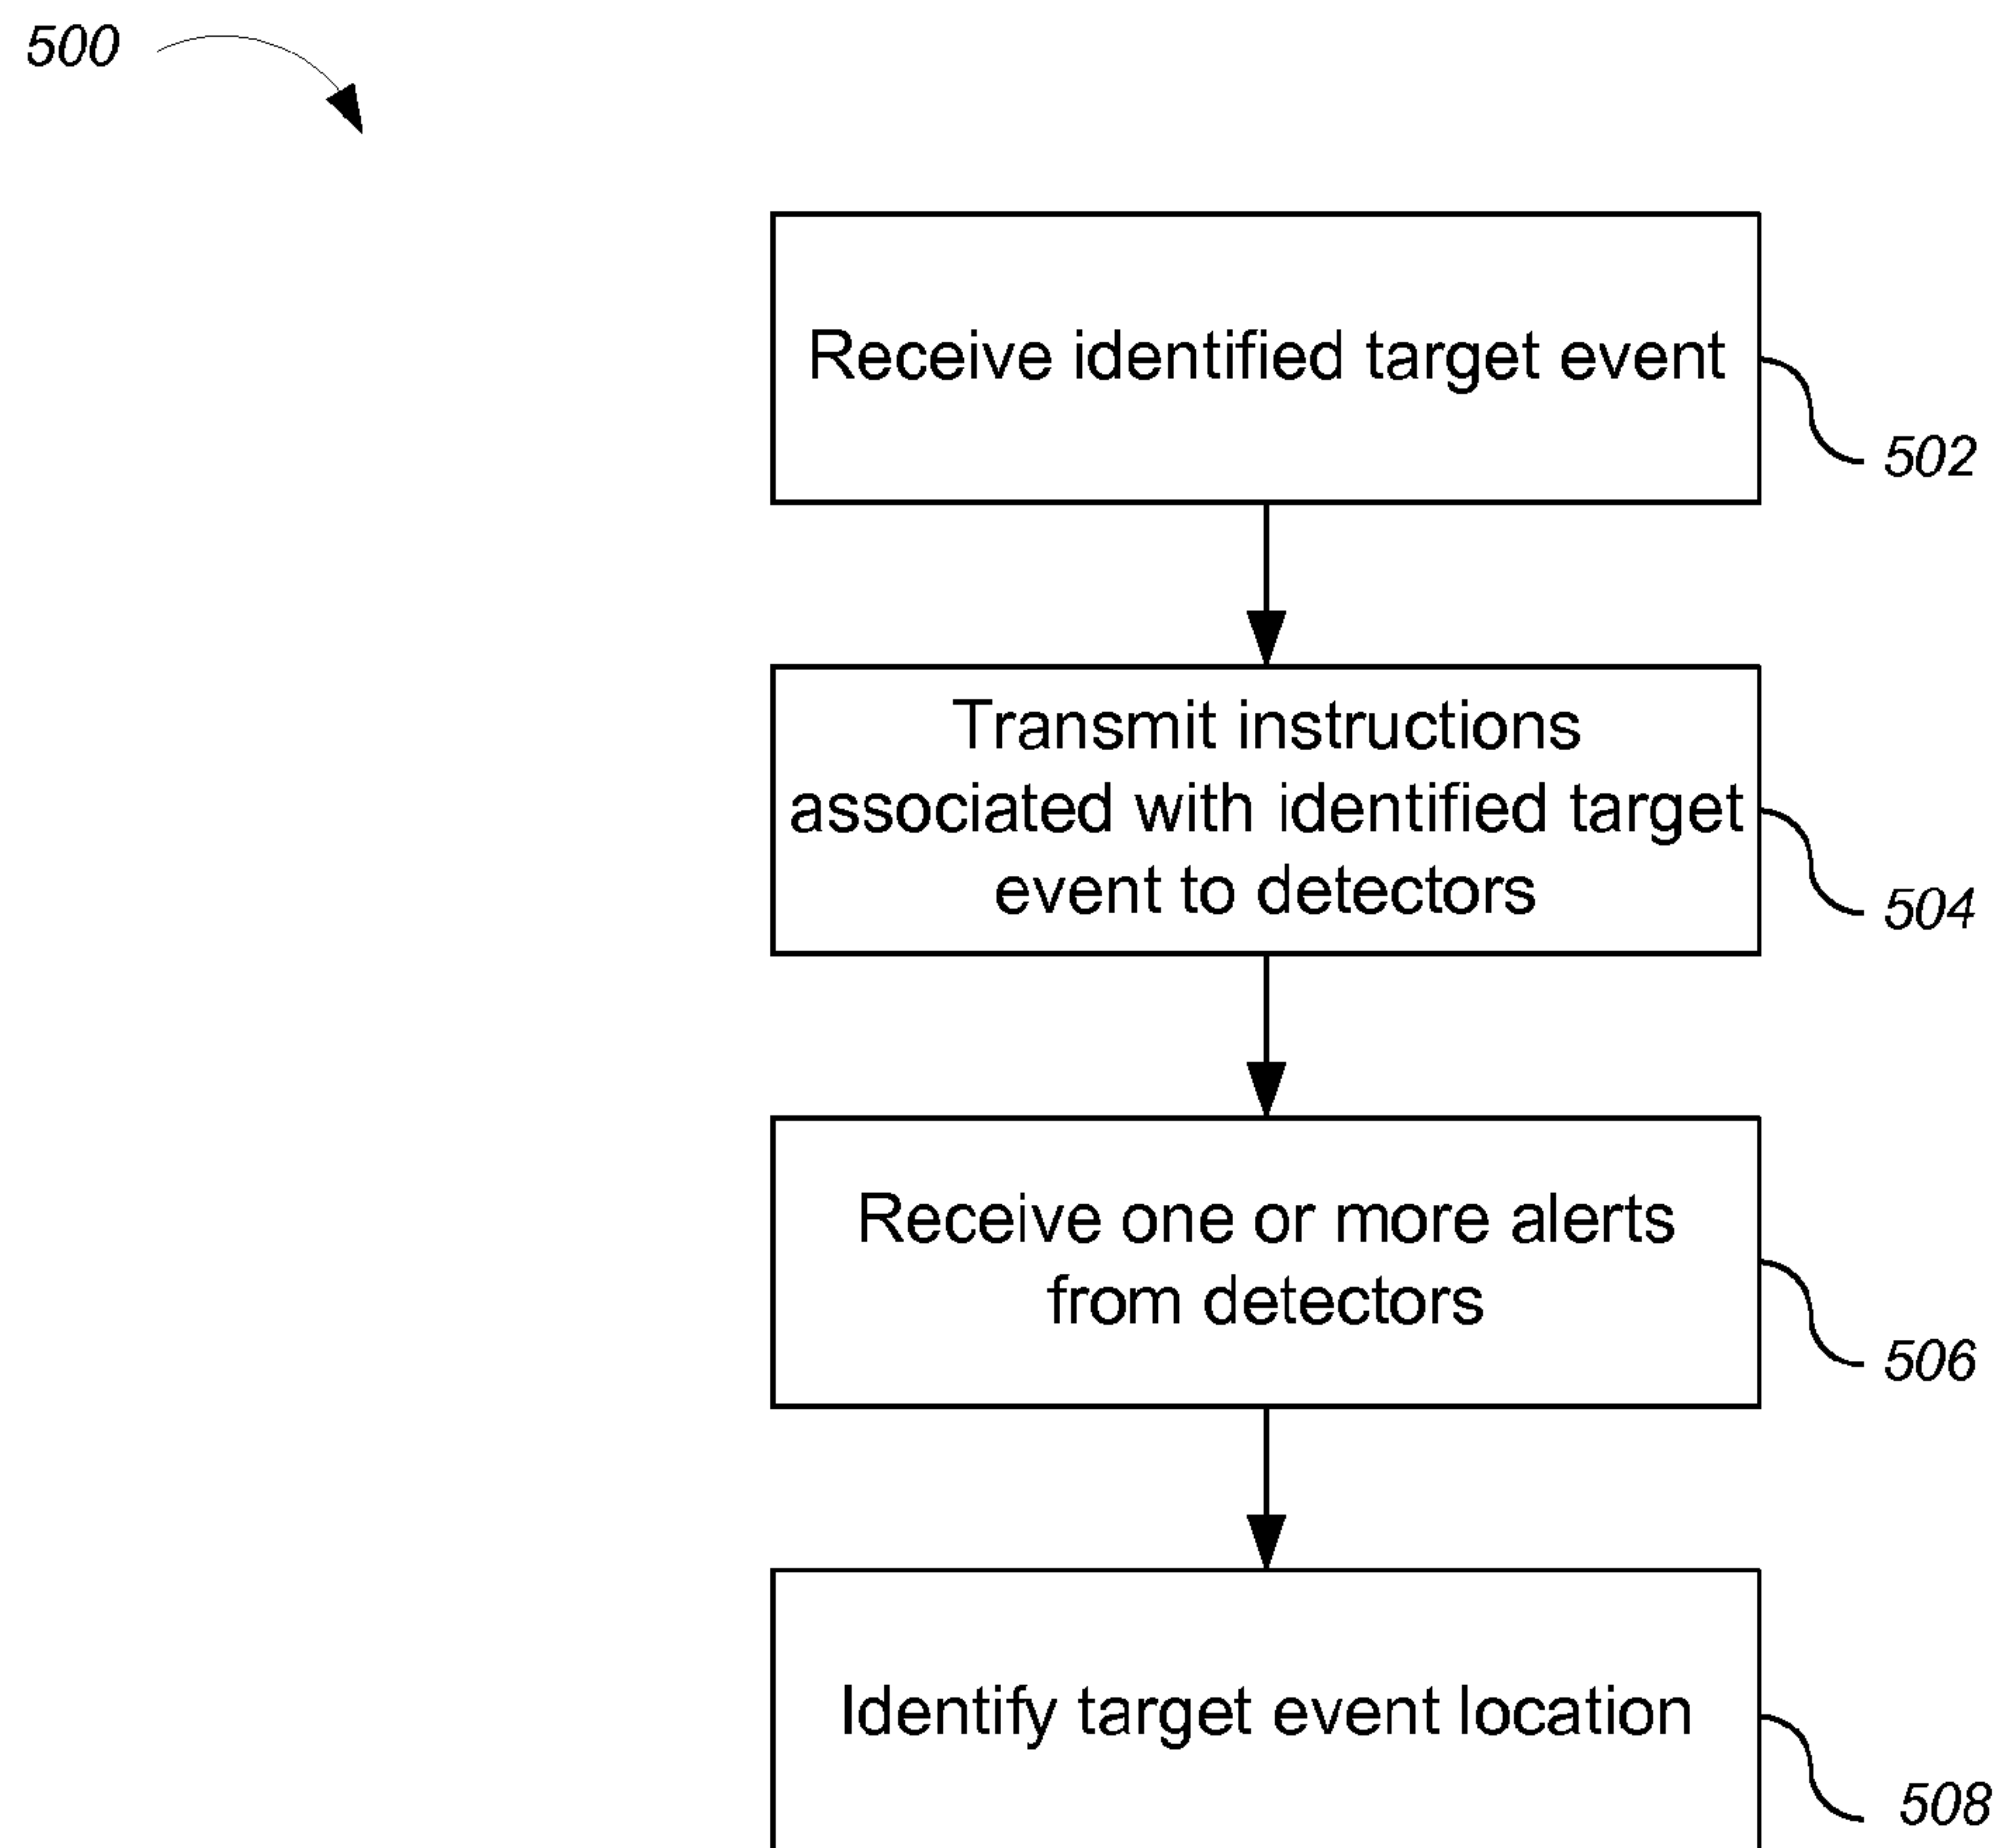 500
Receive identified target event
502
Transmit instructions
associated with identified target
event to detectors
504
Receive one or more alerts
from detectors
506
Identify target event location
508